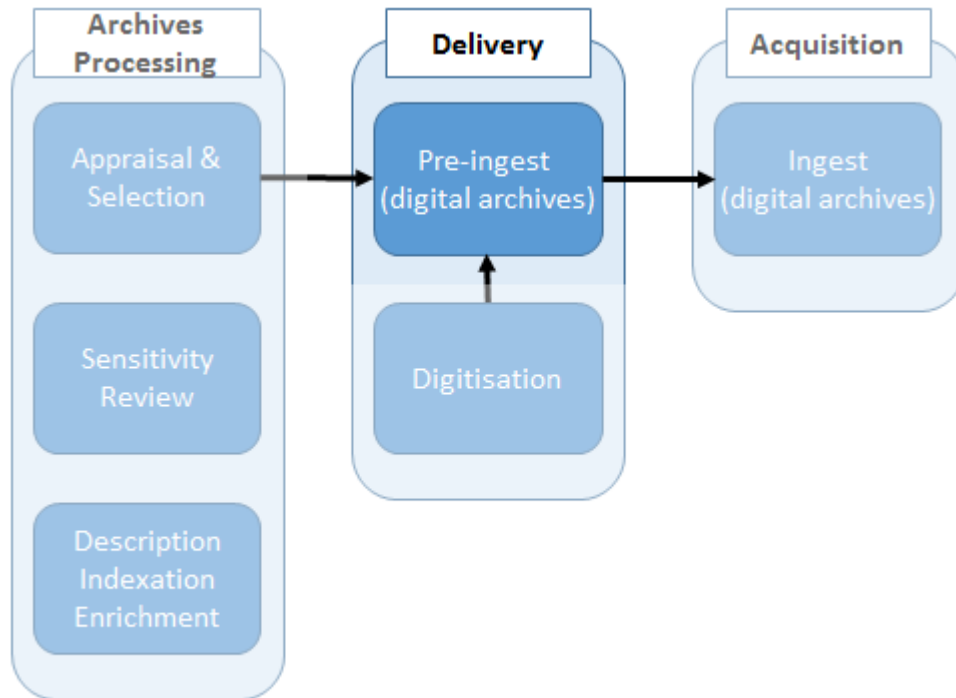 Archives
Processing
Appraisal &
Selection
Sensitivity
Review
Description
Indexation
Enrichment
Delivery
Pre-ingest
(digital archives)
Digitisation
Acquisition
Ingest
(digital archives)